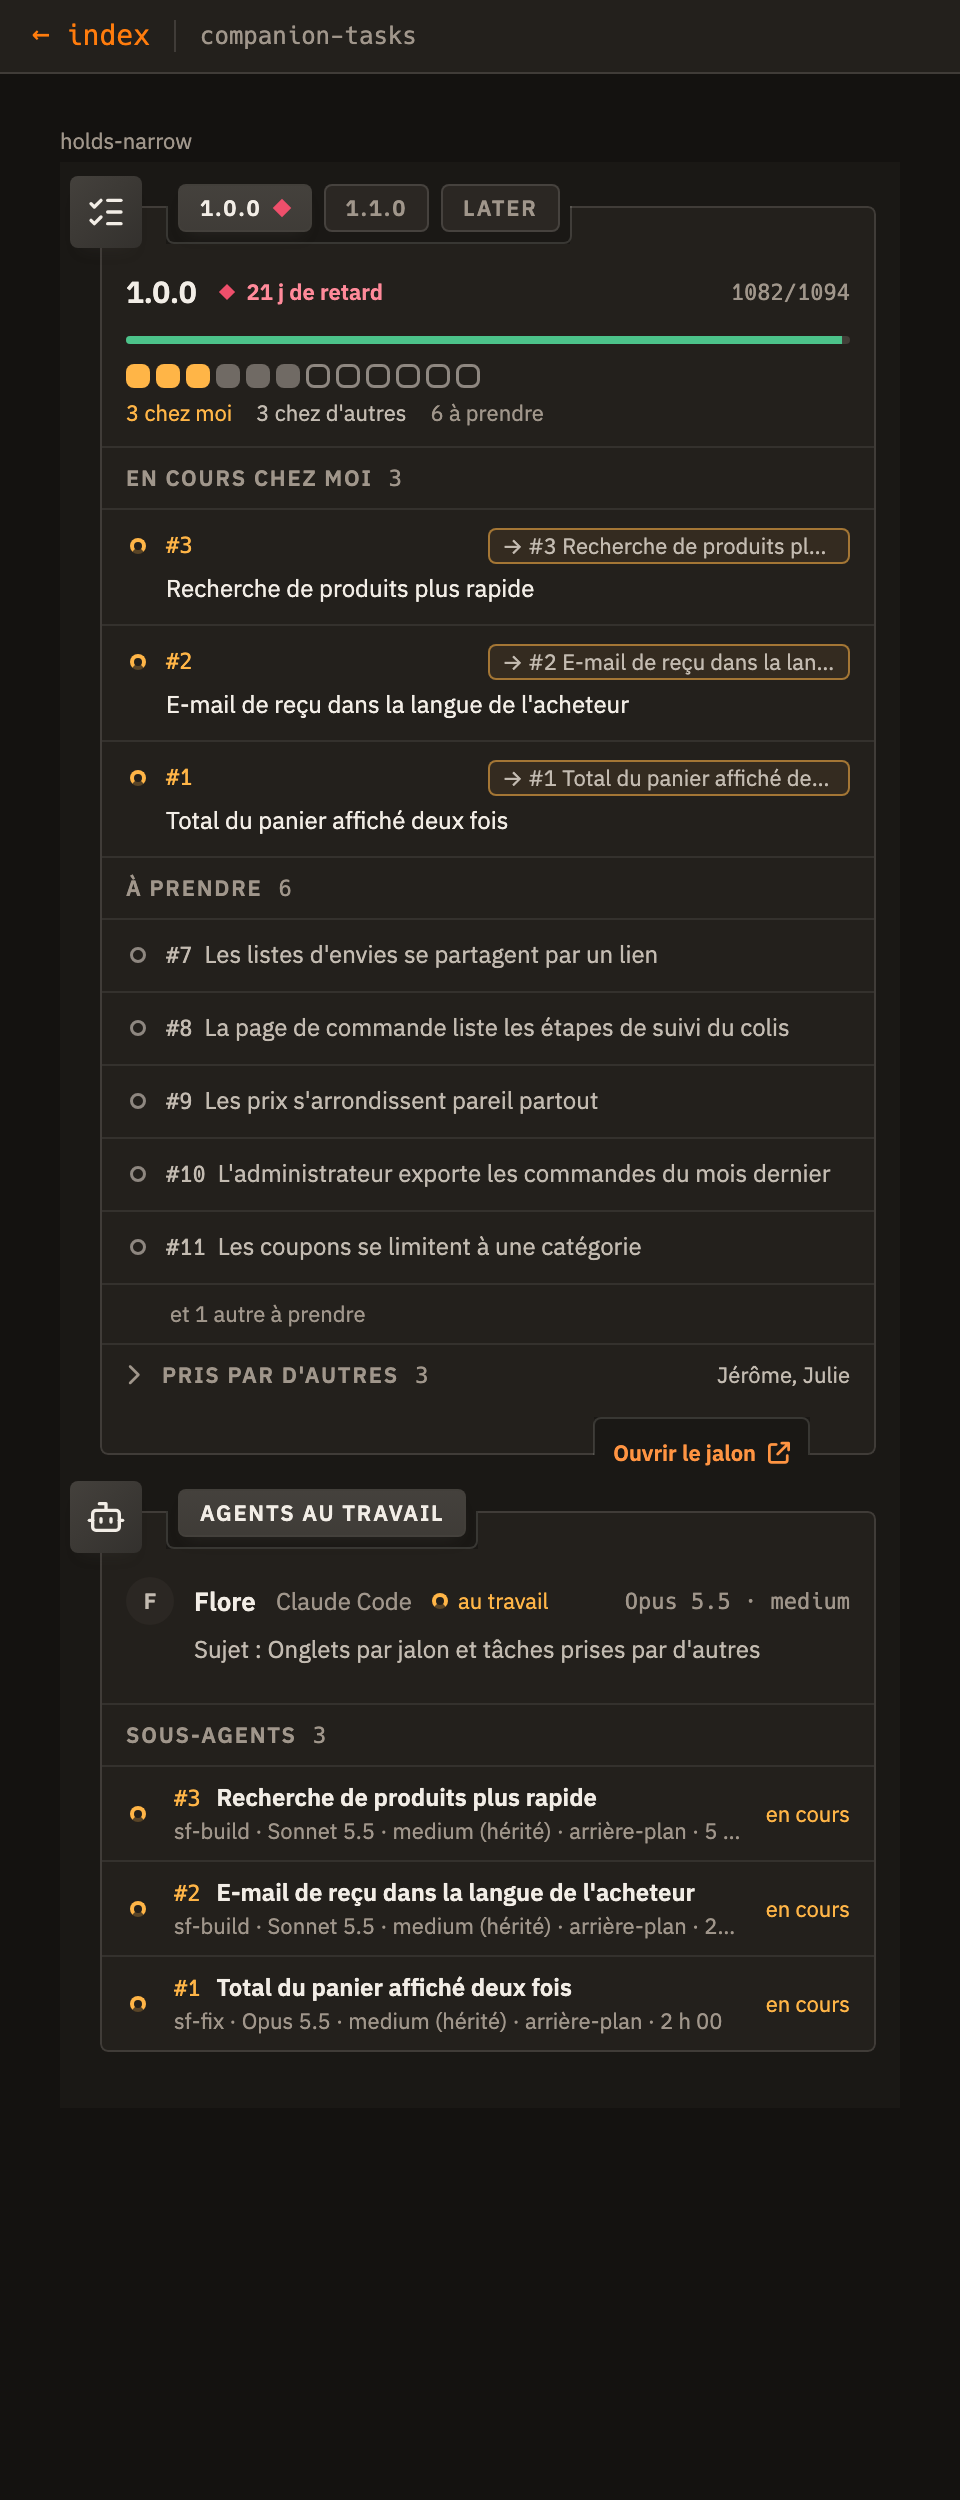 ← index companion-tasks
holds-narrow
1.0.0 1.1.0 LATER
1.0.0 21 j de retard 1082/1094
3 chez moi 3 chez d'autres 6 à prendre
EN COURS CHEZ MOI 3
#3 → #3 Recherche de produits pl...
Recherche de produits plus rapide
#2 → #2 E-mail de reçu dans la lan...
E-mail de reçu dans la langue de l'acheteur
#1 → #1 Total du panier affiché de...
Total du panier affiché deux fois
À PRENDRE 6
#7 Les listes d'envies se partagent par un lien
#8 La page de commande liste les étapes de suivi du colis
#9 Les prix s'arrondissent pareil partout
#10 L'administrateur exporte les commandes du mois dernier
#11 Les coupons se limitent à une catégorie
et 1 autre à prendre
PRIS PAR D'AUTRES 3 Jérôme, Julie
Ouvrir le jalon
AGENTS AU TRAVAIL
F Flore Claude Code au travail Opus 5.5 · medium
Sujet : Onglets par jalon et tâches prises par d'autres
SOUS-AGENTS 3
#3 Recherche de produits plus rapide
sf-build · Sonnet 5.5 · medium (hérité) · arrière-plan · 5 ...
en cours
#2 E-mail de reçu dans la langue de l'acheteur
sf-build · Sonnet 5.5 · medium (hérité) · arrière-plan · 2...
en cours
#1 Total du panier affiché deux fois
sf-fix · Opus 5.5 · medium (hérité) · arrière-plan · 2 h 00
en cours